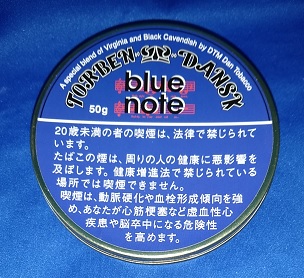 A special blend of Virginia and Black Cavendish by DTM Dan Tobacco
TORBEN DANSK
blue
note
50g
20歳未満の者の喫煙は、法律で禁じられて
います。
たばこの煙は、周りの人の健康に悪影響を
及ぼします。健康増進法で禁じられている
場所では喫煙できません。
喫煙は、動脈硬化や血栓形成傾向を強
め、あなたが心筋梗塞など虚血性心
疾患や脳卒中になる危険性
を高めます。